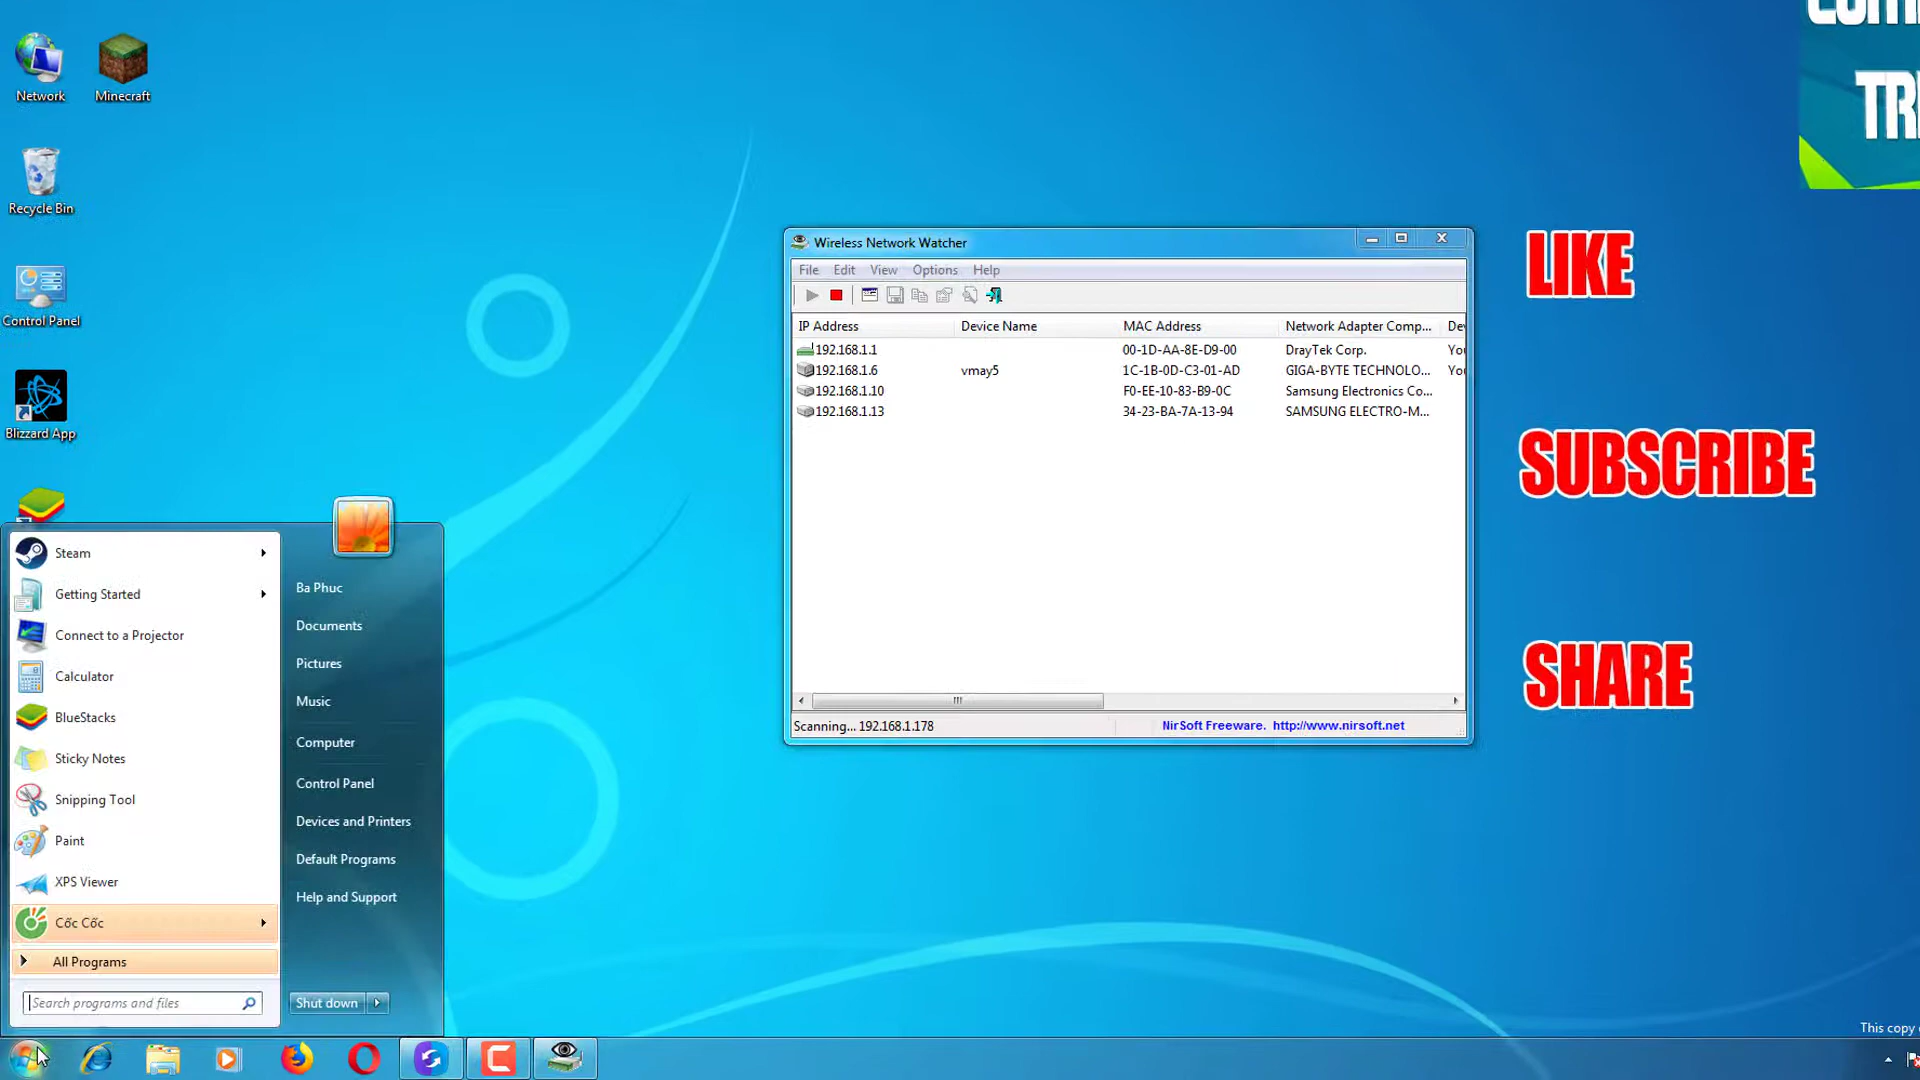 Network
Minecraft
Recycle Bin
Control Panel
Blizzard App
TRI
LIKE
SUBSCRIBE
SHARE
Wireless Network Watcher
File Edit View Options Help
IP Address Device Name MAC Address Network Adapter Comp... Dev
192.168.1.1 00-1D-AA-8E-D9-00 DrayTek Corp. You
192.168.1.6 vmay5 1C-1B-0D-C3-01-AD GIGA-BYTE TECHNOLO... You
192.168.1.10 F0-EE-10-83-B9-0C Samsung Electronics Co...
192.168.1.13 34-23-BA-7A-13-94 SAMSUNG ELECTRO-M...
Scanning... 192.168.1.178 NirSoft Freeware. http://www.nirsoft.net
Steam
Getting Started
Connect to a Projector
Calculator
BlueStacks
Sticky Notes
Snipping Tool
Paint
XPS Viewer
Cốc Cốc
All Programs
Search programs and files
Ba Phuc
Documents
Pictures
Music
Computer
Control Panel
Devices and Printers
Default Programs
Help and Support
Shut down
This copy